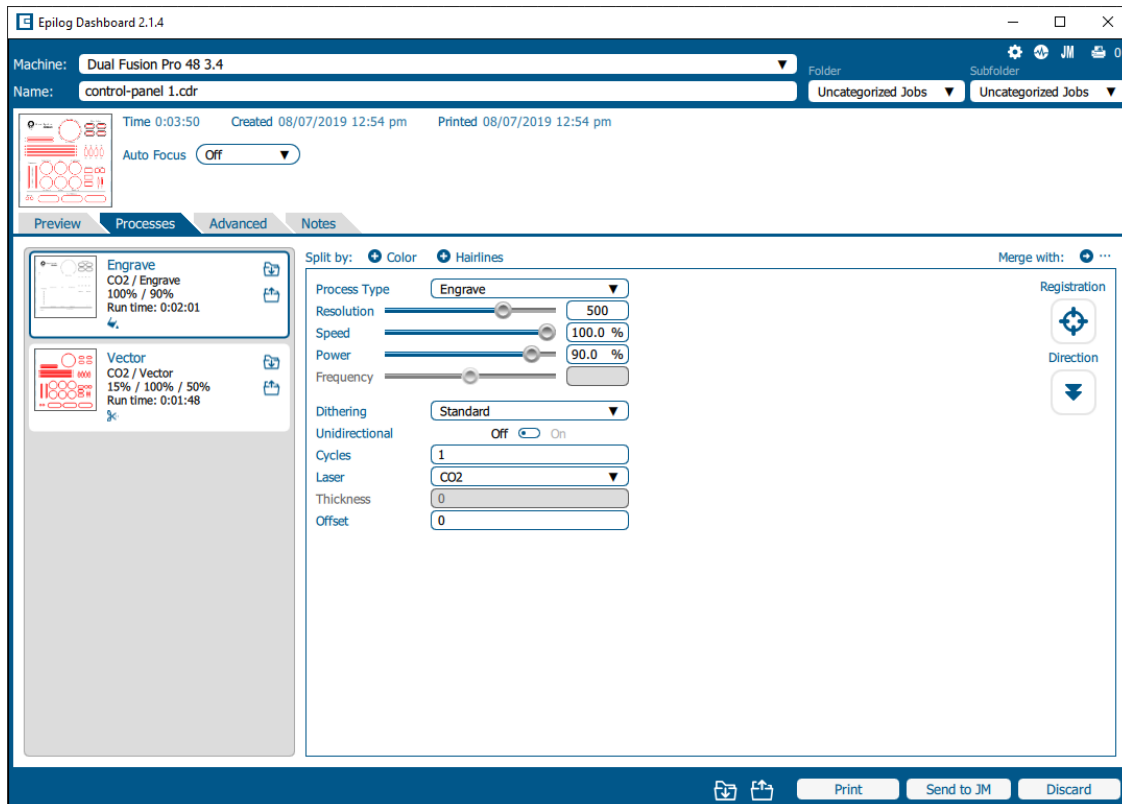 Epilog Dashboard 2.1.4
JM 0
Machine: Dual Fusion Pro 48 3.4
Folder Subfolder
Name: control-panel 1.cdr Uncategorized Jobs Uncategorized Jobs
Time 0:03:50 Created 08/07/2019 12:54 pm Printed 08/07/2019 12:54 pm
Auto Focus Off
Preview Processes Advanced Notes
Split by: Color Hairlines Merge with: ...
Engrave
CO2 / Engrave
100% / 90%
Run time: 0:02:01
Vector
CO2 / Vector
15% / 100% / 50%
Run time: 0:01:48
Process Type Engrave
Resolution 500
Speed 100.0 %
Power 90.0 %
Frequency
Dithering Standard
Unidirectional Off On
Cycles 1
Laser CO2
Thickness 0
Offset 0
Registration
Direction
Print Send to JM Discard